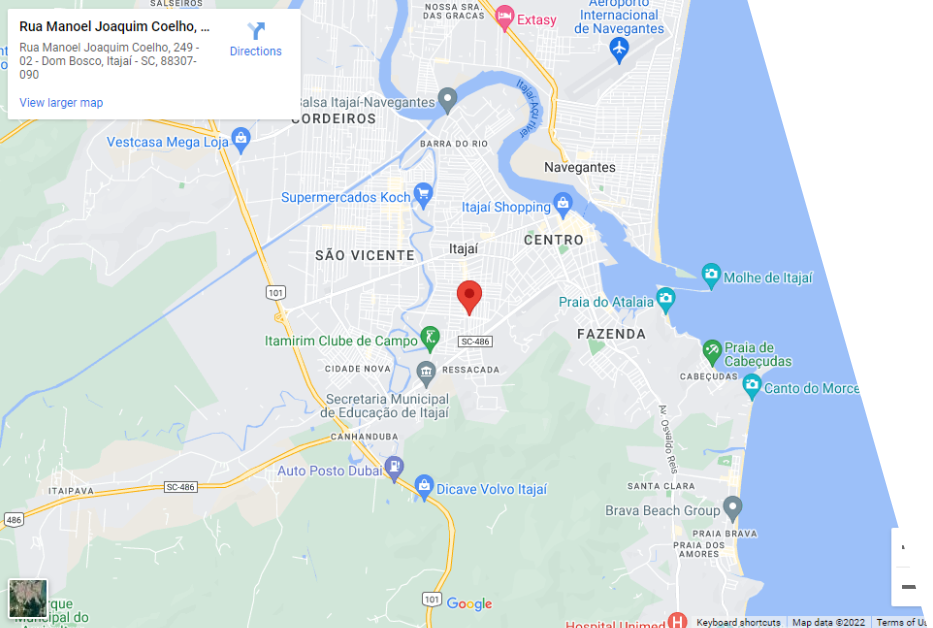 SALSEIROS
NOSSA SRA.
DAS GRACAS
Extasy
Aeroporto
Internacional
de Navegantes
Rua Manoel Joaquim Coelho, ...
Rua Manoel Joaquim Coelho, 249 -
02 - Dom Bosco, Itajaí - SC, 88307-
090
Directions
View larger map
Balsa Itajaí-Navegantes
CORDEIROS
Itajaí-Açu river
BARRA DO RIO
Vestcasa Mega Loja
Navegantes
Supermercados Koch
Itajaí Shopping
CENTRO
Itajaí
SÃO VICENTE
Molhe de Itajaí
101
Praia do Atalaia
FAZENDA
Itamirim Clube de Campo
SC-486
Praia de
Cabeçudas
CIDADE NOVA
RESSACADA
CABEÇUDAS
Canto do Morce
Secretaria Municipal
de Educação de Itajaí
Av. Osvaldo Reis
CANHANDUBA
Auto Posto Dubai
ITAIPAVA
SC-486
Dicave Volvo Itajaí
SANTA CLARA
Brava Beach Group
486
PRAIA BRAVA
PRAIA DOS
AMORES
101
Google
rque
Municipal do
Hospital Unimed
Keyboard shortcuts
Map data ©2022
Terms of U